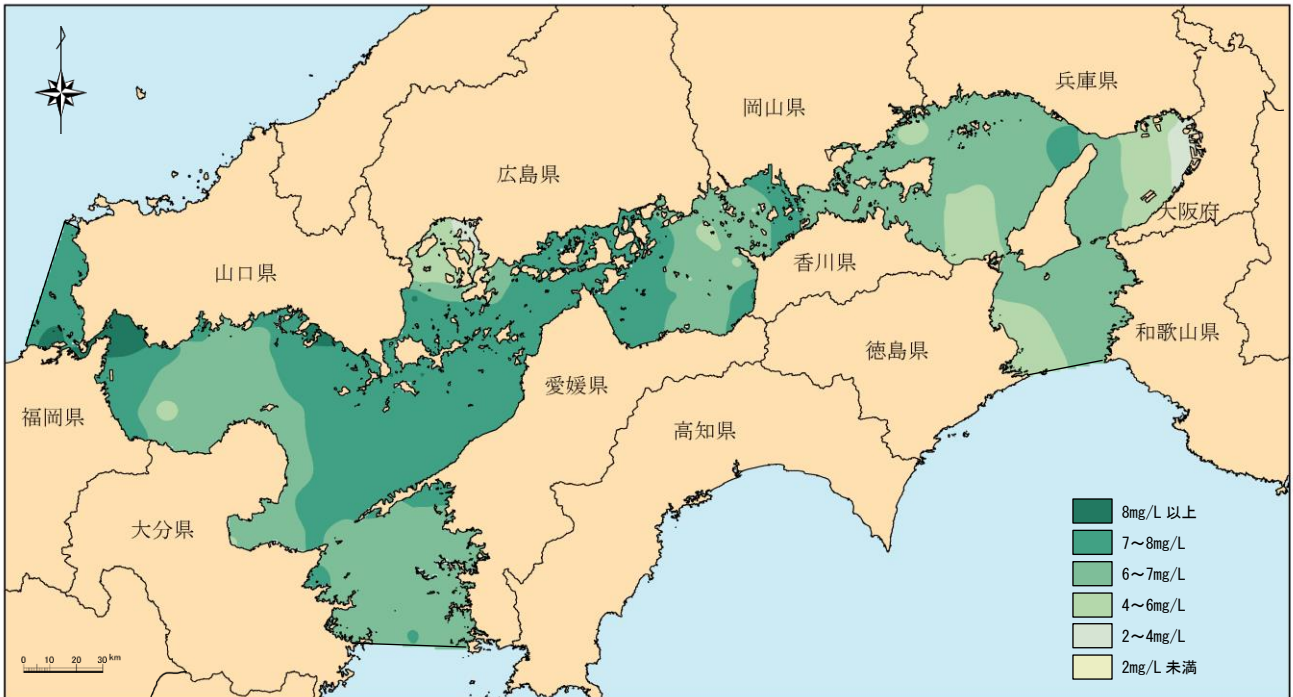 兵庫県
岡山県
広島県
大阪府
山口県
香川県
和歌山県
徳島県
愛媛県
福岡県
高知県
大分県
8mg/L 以上
7～8mg/L
6～7mg/L
4～6mg/L
2～4mg/L
2mg/L 未満
0 5 10 20 30 km